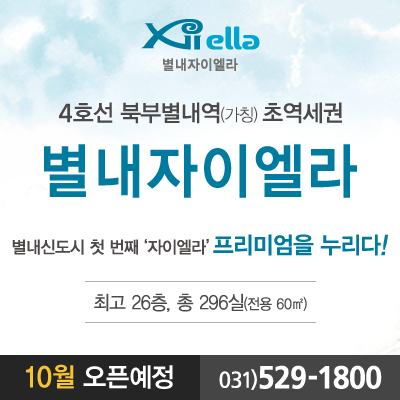 Xii ella
별내자이엘라
4호선 북부별내역(가칭) 초역세권
별내자이엘라
별내신도시 첫 번째 ‘자이엘라’ 프리미엄을 누리다!
최고 26층, 총 296실(전용 60㎡)
10월 오픈예정 031)529-1800